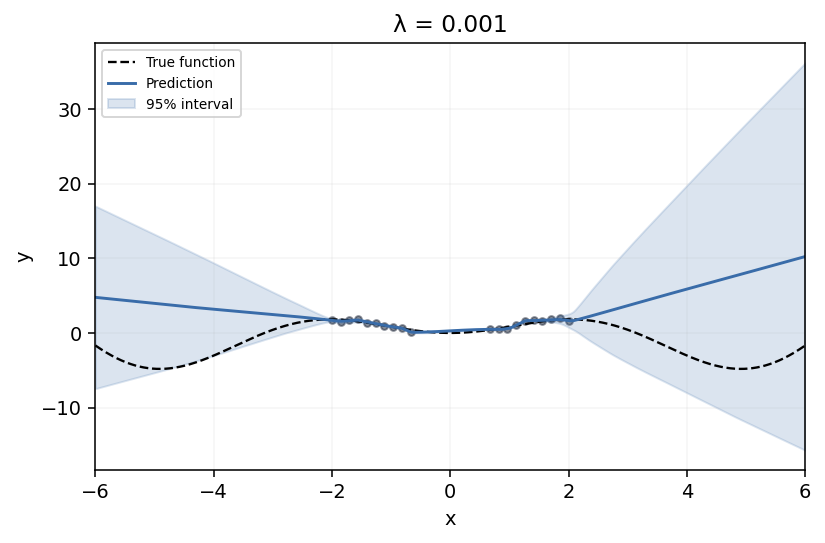 λ = 0.001
True function
Prediction
95% interval
30
20
10
0
−10
y
−6 −4 −2 0 2 4 6
x